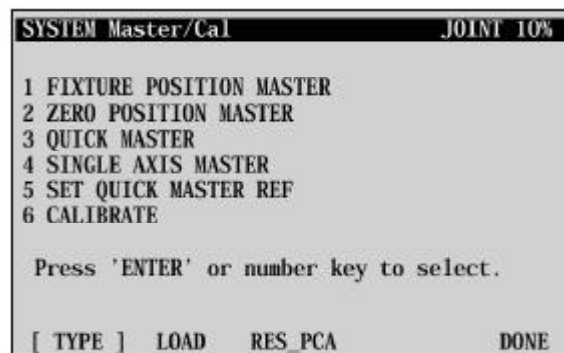 SYSTEM Master/Cal JOINT 10%
1 FIXTURE POSITION MASTER
2 ZERO POSITION MASTER
3 QUICK MASTER
4 SINGLE AXIS MASTER
5 SET QUICK MASTER REF
6 CALIBRATE
Press 'ENTER' or number key to select.
[ TYPE ] LOAD RES_PCA DONE